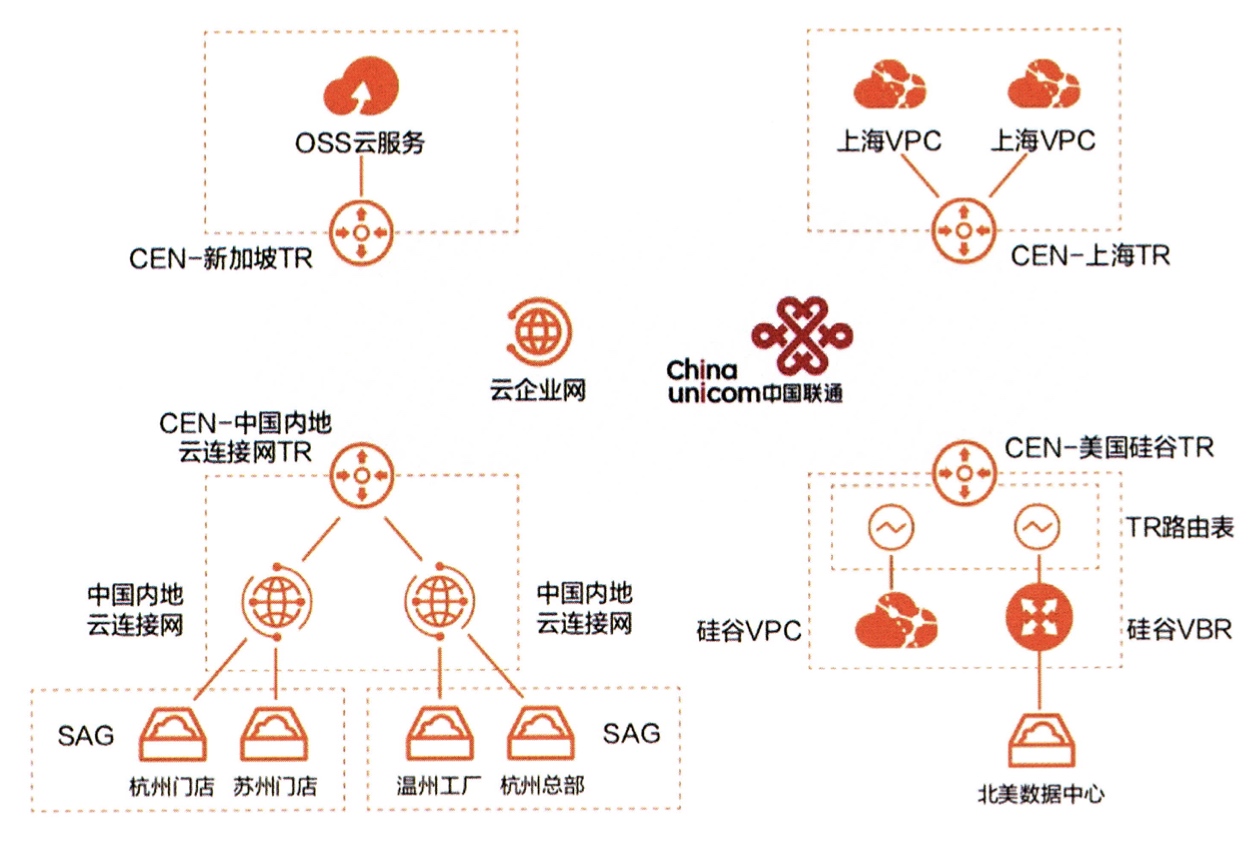 OSS云服务
CEN-新加坡TR
上海VPC
上海VPC
CEN-上海TR
云企业网
China
unicom中国联通
CEN-中国内地
云连接网TR
中国内地
云连接网
中国内地
云连接网
SAG
杭州门店
苏州门店
温州工厂
杭州总部
SAG
CEN-美国硅谷TR
TR路由表
硅谷VPC
硅谷VBR
北美数据中心